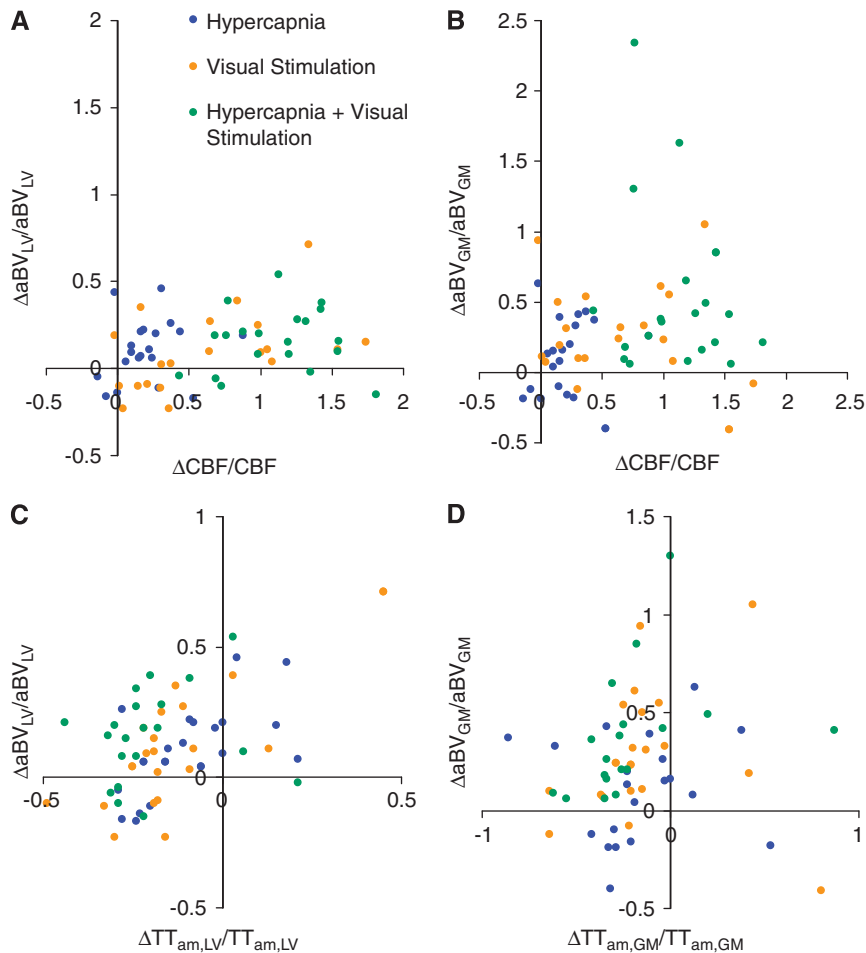 A
2
1.5
1
0.5
0
-0.5
-0.5
0
0.5
1
1.5
2
ΔaBV_LV/aBV_LV
ΔCBF/CBF
Hypercapnia
Visual Stimulation
Hypercapnia + Visual
Stimulation
B
2.5
2
1.5
1
0.5
0
-0.5
-0.5
0
0.5
1
1.5
2
2.5
ΔaBV_GM/aBV_GM
ΔCBF/CBF
C
1
0.5
0
-0.5
-0.5
0
0.5
ΔaBV_LV/aBV_LV
ΔTT_am,LV/TT_am,LV
D
1.5
1
0.5
0
-0.5
-1
0
1
ΔaBV_GM/aBV_GM
ΔTT_am,GM/TT_am,GM